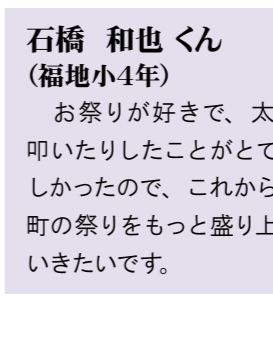 石橋 和也 くん
(福地小4年)
お祭りが好きで、太
叩いたりしたことがとて
しかったので、これから
町の祭りをもっと盛り上
いきたいです。